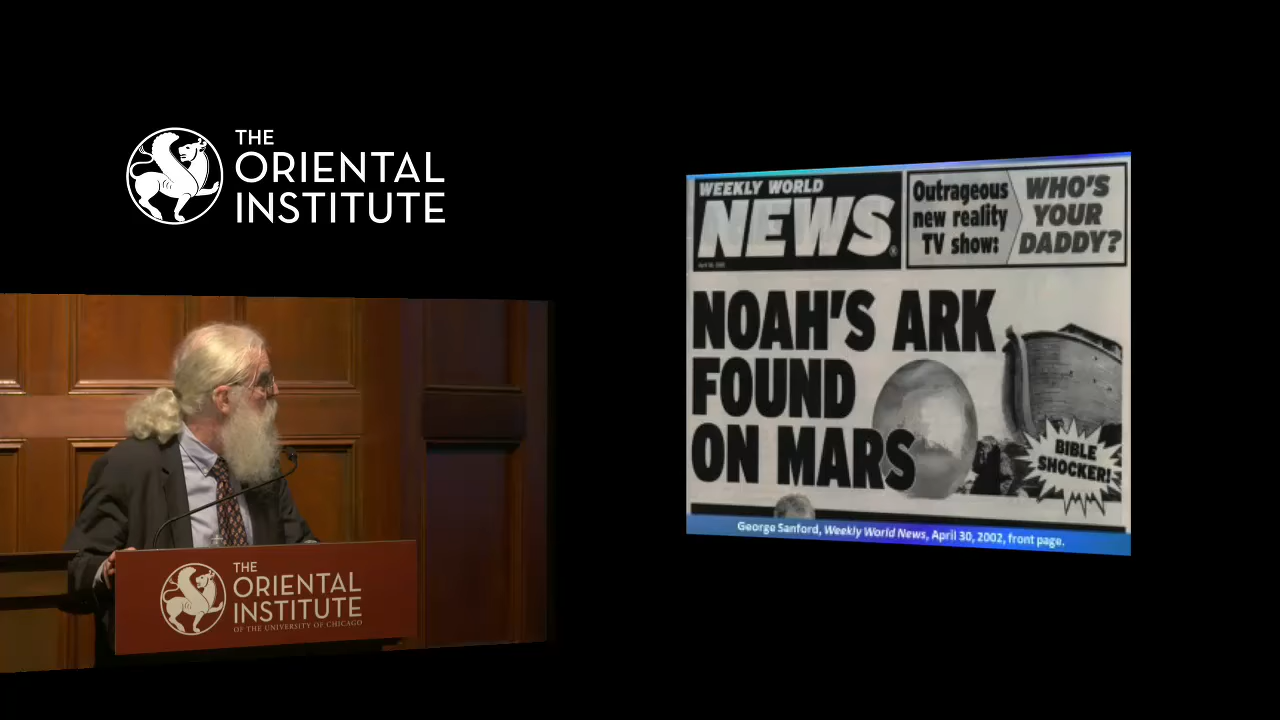 THE
ORIENTAL
INSTITUTE
WEEKLY WORLD
NEWS
Outrageous
new reality
TV show:
WHO'S
YOUR
DADDY?
NOAH'S ARK
FOUND
ON MARS
BIBLE
SHOCKER!
George Sanford, Weekly World News, April 30, 2002, front page.
THE
ORIENTAL
INSTITUTE
OF THE UNIVERSITY OF CHICAGO